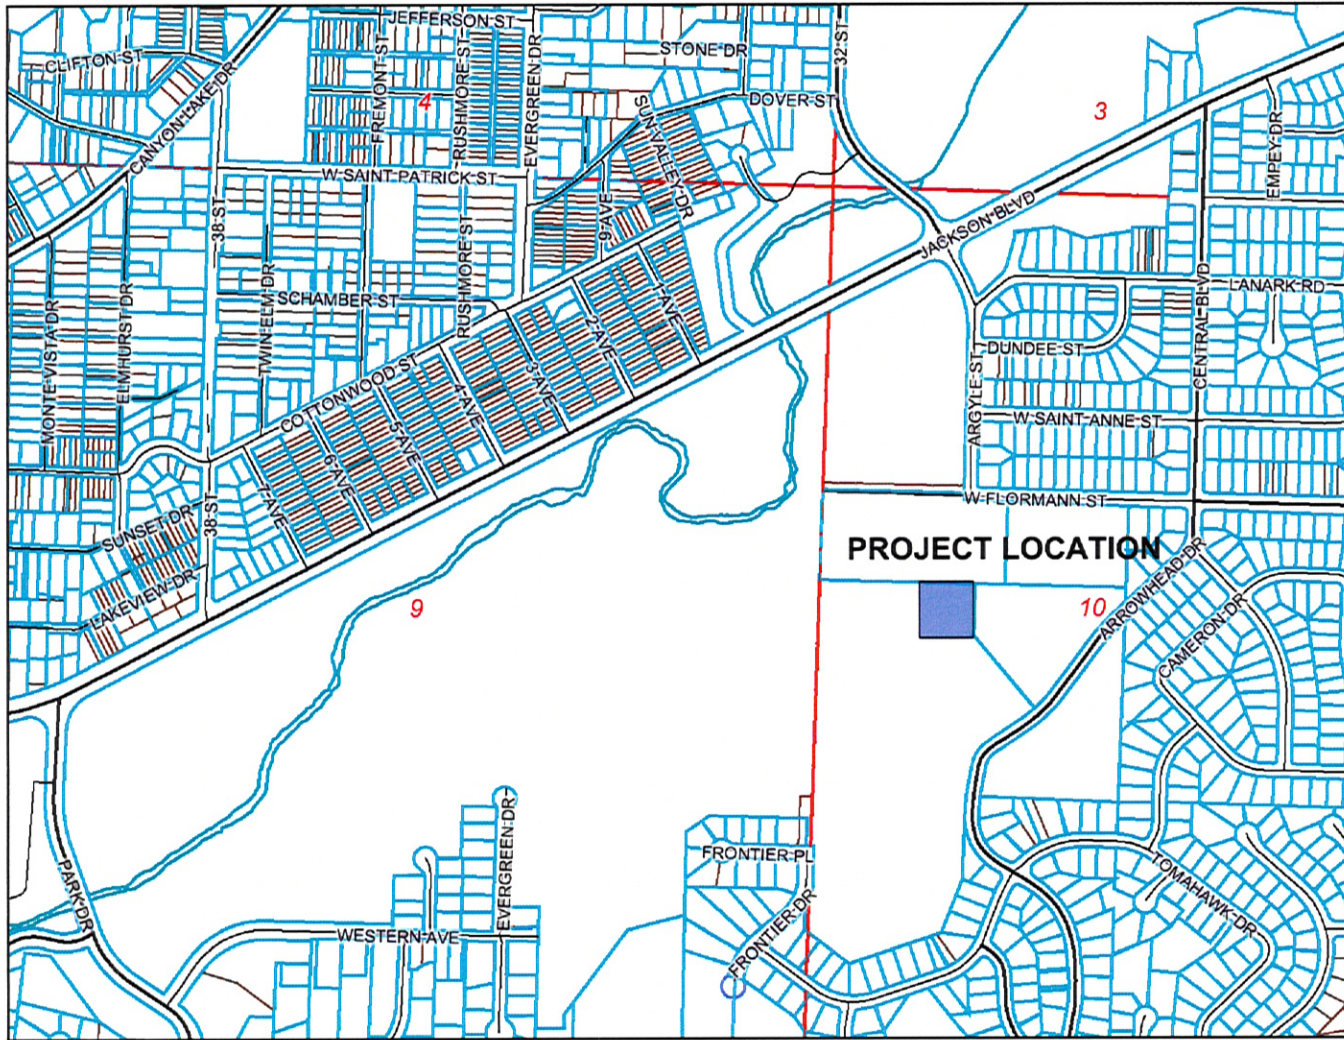 JEFFERSON ST
CLIFTON ST
CANYON LAKE DR
FREMONT ST
RUSHMORE ST
EVERGREEN DR
STONE DR
32 ST
DOVER ST
SUN VALLEY DR
4
3
EMPEY DR
W SAINT PATRICK ST
38 ST
9 AVE
JACKSON BLVD
MONTE VISTA DR
ELMHURST DR
TWIN ELM DR
SCHAMBER ST
RUSHMORE ST
1 AVE
2 AVE
3 AVE
4 AVE
5 AVE
6 AVE
7 AVE
COTTONWOOD ST
LANARK RD
CENTRAL BLVD
DUNDEE ST
ARGYLE ST
W SAINT ANNE ST
W FLORMANN ST
38 ST
SUNSET DR
LAKEVIEW DR
PROJECT LOCATION
9
10
ARROWHEAD DR
CAMERON DR
EVERGREEN DR
FRONTIER PL
FRONTIER DR
TOMAHAWK DR
PARK DR
WESTERN AVE